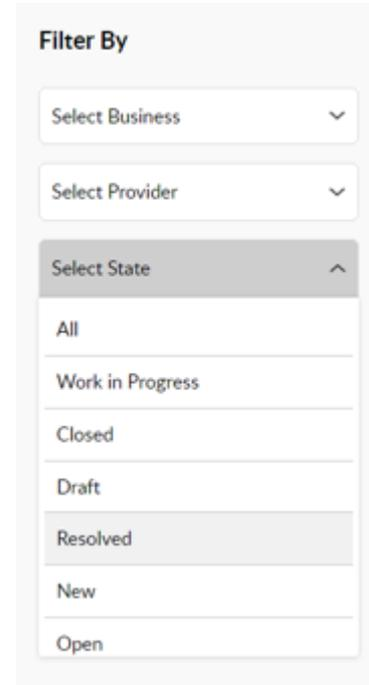 Filter By
Select Business
Select Provider
Select State
All
Work in Progress
Closed
Draft
Resolved
New
Open